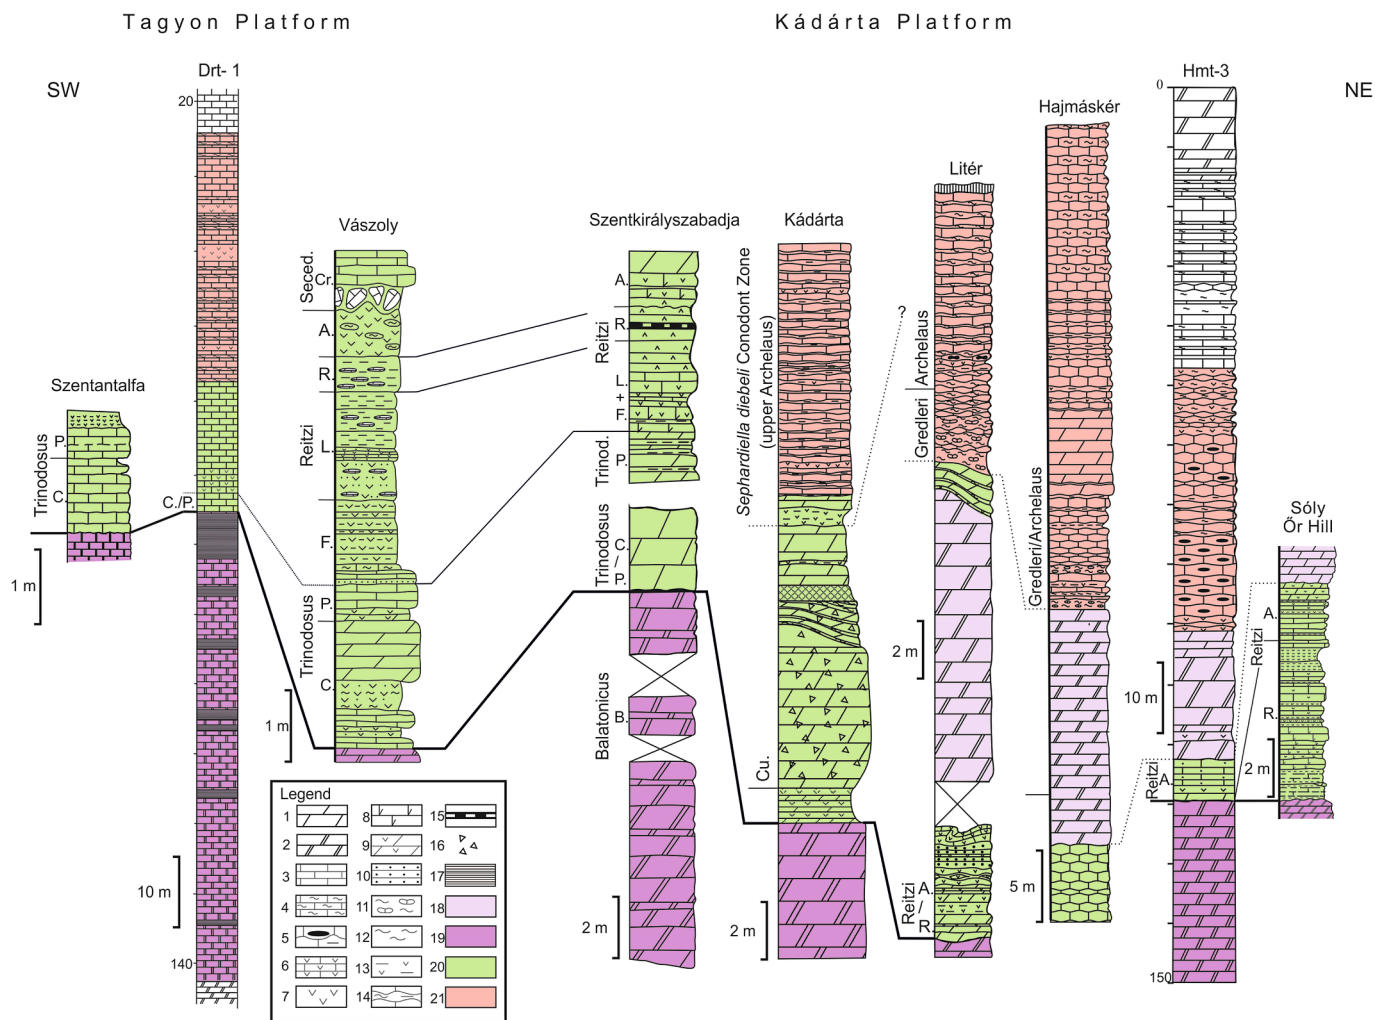 Tagyon Platform
Kádárta Platform
SW
NE
Drt- 1
20
140
10 m
C./P.
Szentantalfa
Trinodosus
P.
C.
1 m
Vászoly
Seed.
Cr.
A.
R.
Reitzi
L.
F.
Trinodosus
P.
C.
1 m
Szentkirályszabadja
A.
R.
Reitzi
L.
+
F.
Trinod.
P.
Trinodosus
C.
/
P.
Balatonicus
B.
2 m
Kádárta
Sephardiella diebeli Conodont Zone
(upper Archelaus)
Cu.
2 m
?
Litér
Archelaus
Gredleri
2 m
Reitzi
/
A.
R.
Hajmáskér
Gredleri/Archelaus
5 m
Hmt-3
0
150
10 m
Reitzi
A.
Reitzi
Sóly
Őr Hill
A.
R.
2 m
Legend
1
2
3
4
5
6
7
8
9
10
11
12
13
14
15
16
17
18
19
20
21